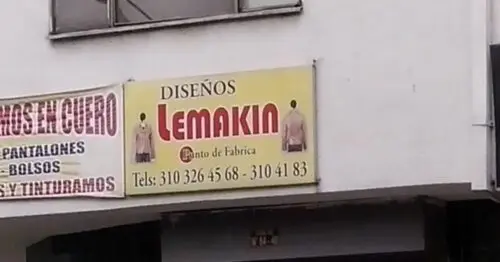 MOS EN CUERO
PANTALONES
- BOLSOS
S Y TINTURAMOS
DISEÑOS
LEMAKIN
Punto de Fabrica
Tels: 310 326 45 68 - 310 41 83